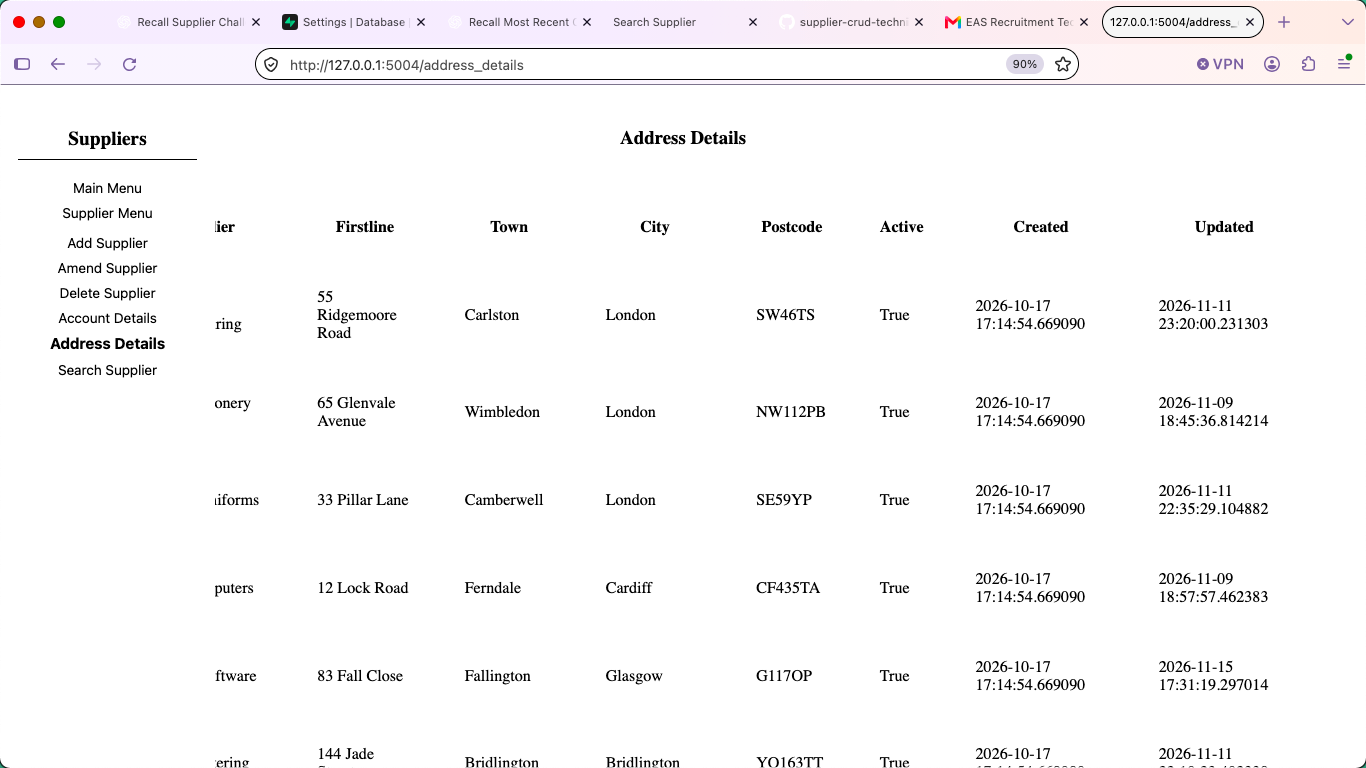 Recall Supplier Chall
Settings | Database
Recall Most Recent
Search Supplier
supplier-crud-techni
EAS Recruitment Tec
127.0.0.1:5004/address_
http://127.0.0.1:5004/address_details
90%
VPN
Suppliers
Main Menu
Supplier Menu
Add Supplier
Amend Supplier
Delete Supplier
Account Details
Address Details
Search Supplier
Address Details
lier Firstline Town City Postcode Active Created Updated
ring 55 Ridgemoore Road Carlston London SW46TS True 2026-10-17 17:14:54.669090 2026-11-11 23:20:00.231303
onery 65 Glenvale Avenue Wimbledon London NW112PB True 2026-10-17 17:14:54.669090 2026-11-09 18:45:36.814214
niforms 33 Pillar Lane Camberwell London SE59YP True 2026-10-17 17:14:54.669090 2026-11-11 22:35:29.104882
puters 12 Lock Road Ferndale Cardiff CF435TA True 2026-10-17 17:14:54.669090 2026-11-09 18:57:57.462383
ftware 83 Fall Close Fallington Glasgow G117OP True 2026-10-17 17:14:54.669090 2026-11-15 17:31:19.297014
ering 144 Jade Bridlington Bridlington YO163TT True 2026-10-17 2026-11-11